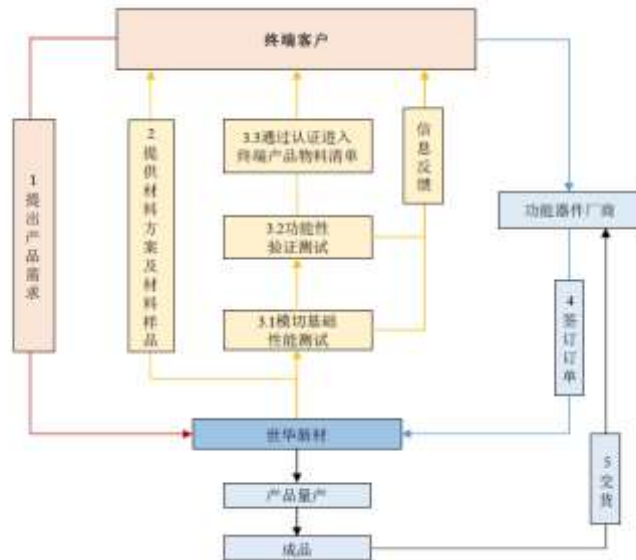 终端客户
1提出产品需求
2提供材料方案及材料样品
3.3通过认证进入
终端产品物料清单
信息反馈
3.2功能性
验证测试
功能器件厂商
3.1模切基础
性能测试
4签订订单
世华新材
产品量产
5交货
成品